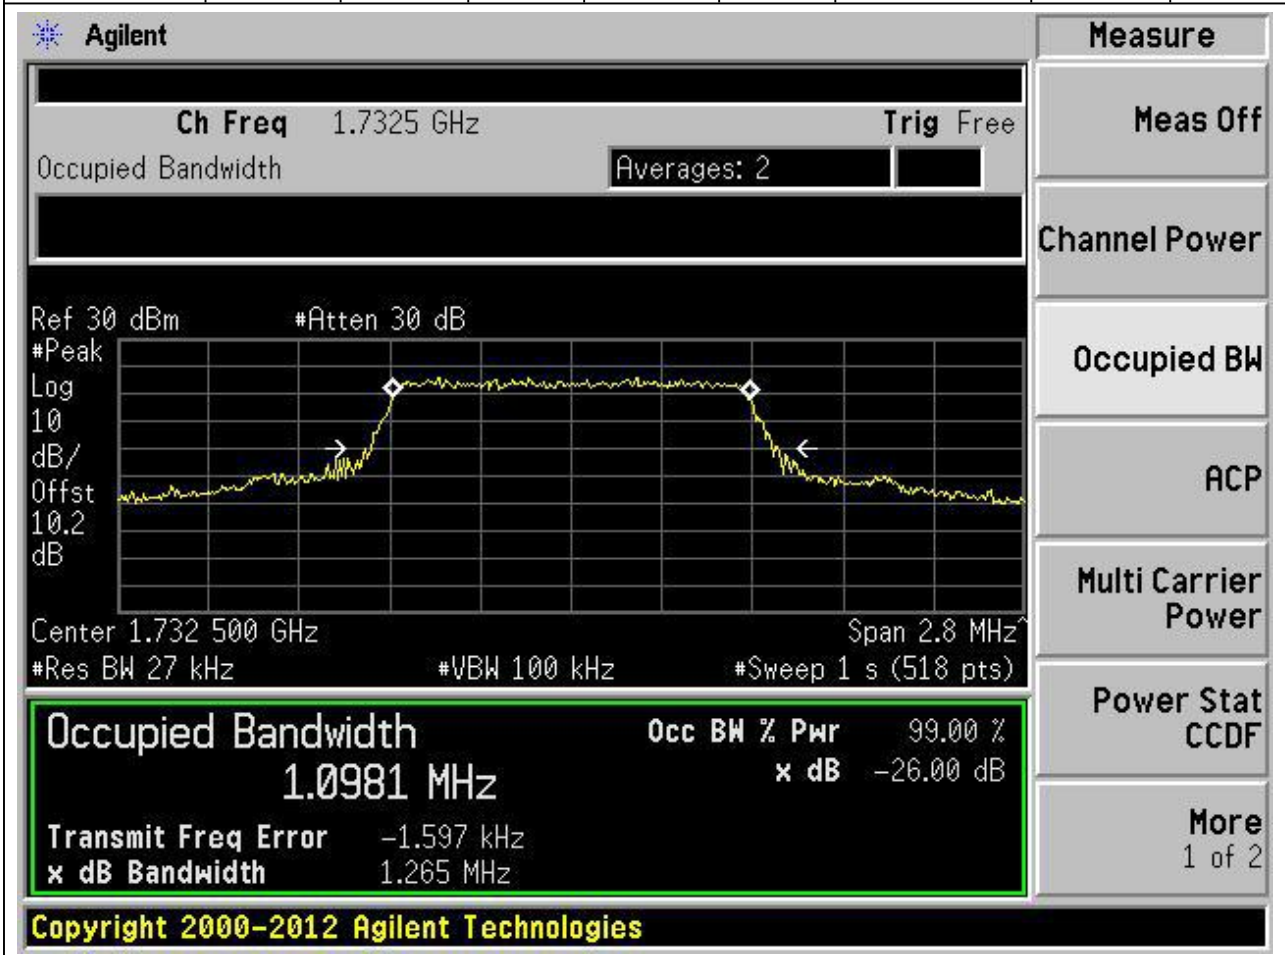 Agilent
Measure
Ch Freq 1.7325 GHz Trig Free
Meas Off
Occupied Bandwidth Averages: 2
Channel Power
Ref 30 dBm #Atten 30 dB
#Peak
Log
10
dB/
Offst
10.2
dB
Occupied BW
ACP
Center 1.732 500 GHz Span 2.8 MHz^
#Res BW 27 kHz #VBW 100 kHz #Sweep 1 s (518 pts)
Multi Carrier
Power
Occupied Bandwidth Occ BW % Pwr 99.00 %
1.0981 MHz x dB -26.00 dB
Power Stat
CCDF
Transmit Freq Error -1.597 kHz
x dB Bandwidth 1.265 MHz
More
1 of 2
Copyright 2000-2012 Agilent Technologies